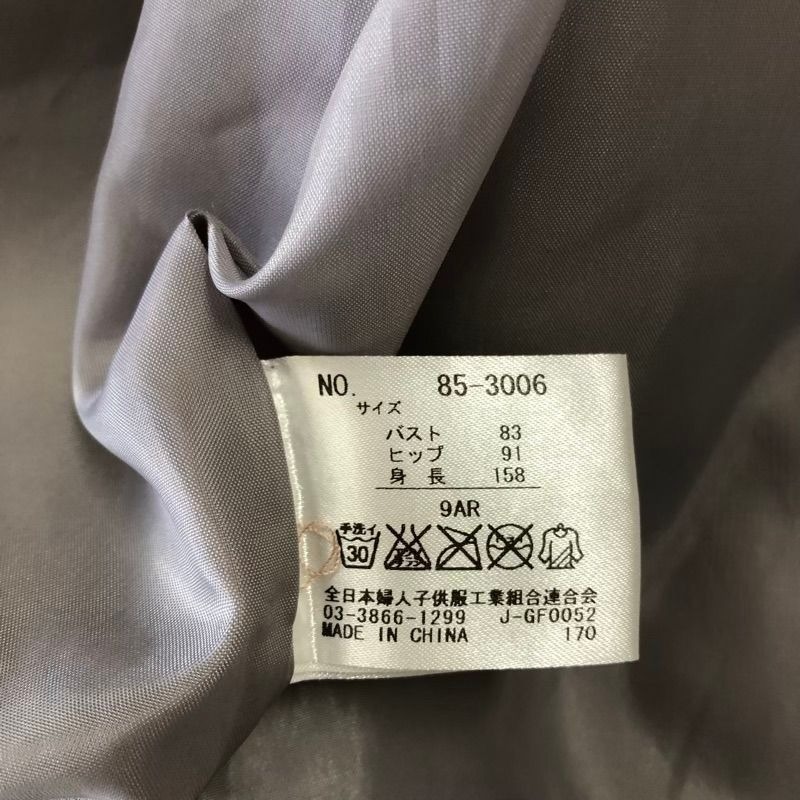 NO. 85-3006
サイズ
バスト 83
ヒップ 91
身長 158
9AR
手洗イ
30
全日本婦人子供服工業組合連合会
03-3866-1299 J-GF0052
MADE IN CHINA 170